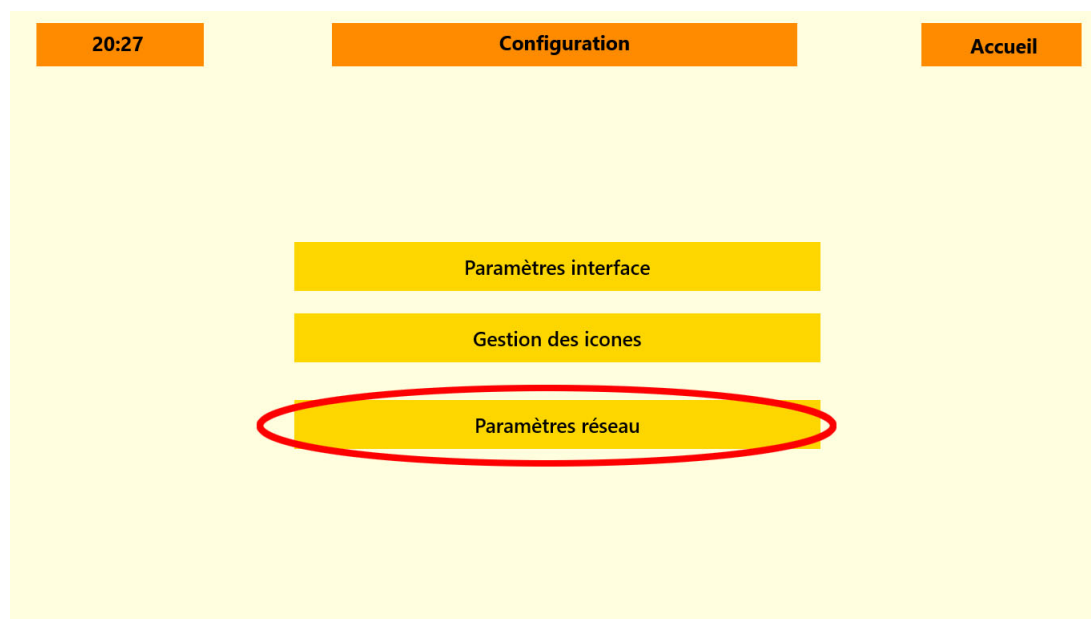 20:27
Configuration
Accueil
Paramètres interface
Gestion des icones
Paramètres réseau